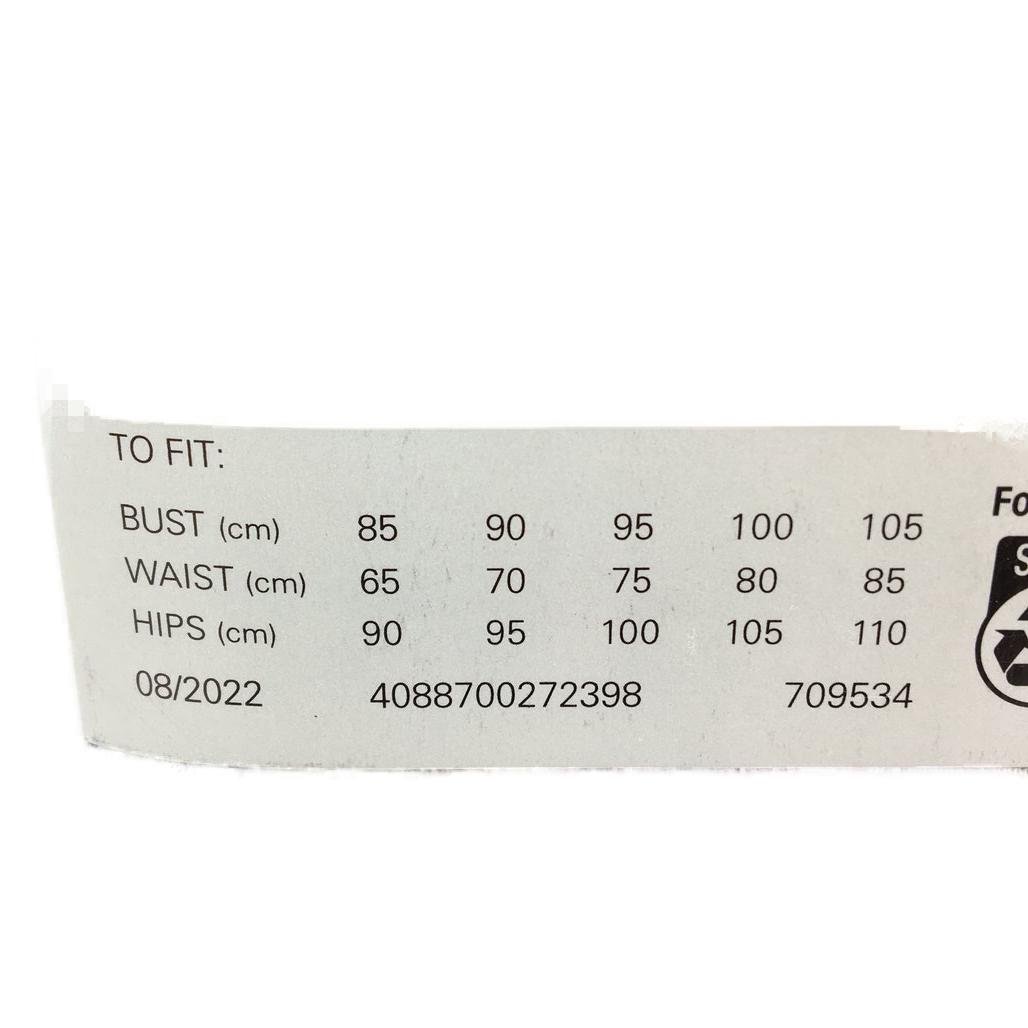 TO FIT:
BUST (cm) 85 90 95 100 105
WAIST (cm) 65 70 75 80 85
HIPS (cm) 90 95 100 105 110
08/2022 4088700272398 709534